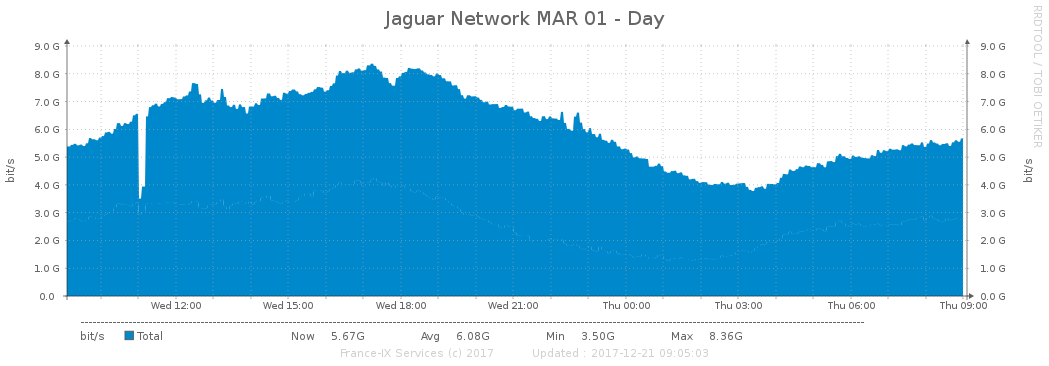 Jaguar Network MAR 01 - Day
RRDTOOL / TOBI OETIKER
9.0 G 9.0 G
8.0 G 8.0 G
7.0 G 7.0 G
6.0 G 6.0 G
5.0 G 5.0 G
bit/s bit/s
4.0 G 4.0 G
3.0 G 3.0 G
2.0 G 2.0 G
1.0 G 1.0 G
0.0 0.0 G
Wed 12:00 Wed 15:00 Wed 18:00 Wed 21:00 Thu 00:00 Thu 03:00 Thu 06:00 Thu 09:00
bit/s Total Now 5.67G Avg 6.08G Min 3.50G Max 8.36G
France-IX Services (c) 2017 Updated : 2017-12-21 09:05:03